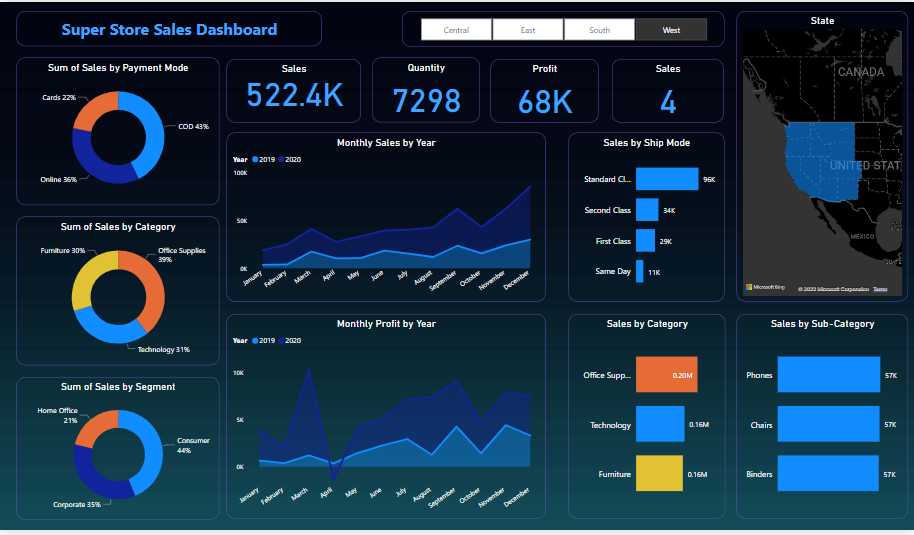 Super Store Sales Dashboard
Central
East
South
West
State
Sum of Sales by Payment Mode
Cards 22%
COD 43%
Online 36%
Sales
522.4K
Quantity
7298
Profit
68K
Sales
4
CANADA
UNITED STAT
MEXICO
Microsoft Bing
© 2023 Microsoft Corporation Terms
Monthly Sales by Year
Year 2019 2020
100K
50K
0K
January
February
March
April
May
June
July
August
September
October
November
December
Sales by Ship Mode
Standard Cl...
96K
Second Class
34K
First Class
29K
Same Day
11K
Sum of Sales by Category
Furniture 30%
Office Supplies
39%
Technology 31%
Monthly Profit by Year
Year 2019 2020
10K
5K
0K
January
February
March
April
May
June
July
August
September
October
November
December
Sales by Category
Office Supp...
0.20M
Technology
0.16M
Furniture
0.16M
Sales by Sub-Category
Phones
57K
Chairs
57K
Binders
57K
Sum of Sales by Segment
Home Office
21%
Consumer
44%
Corporate 35%